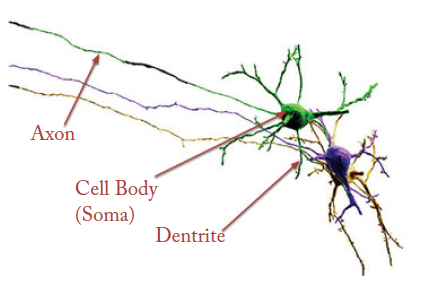 Axon
Cell Body
(Soma)
Dentrite